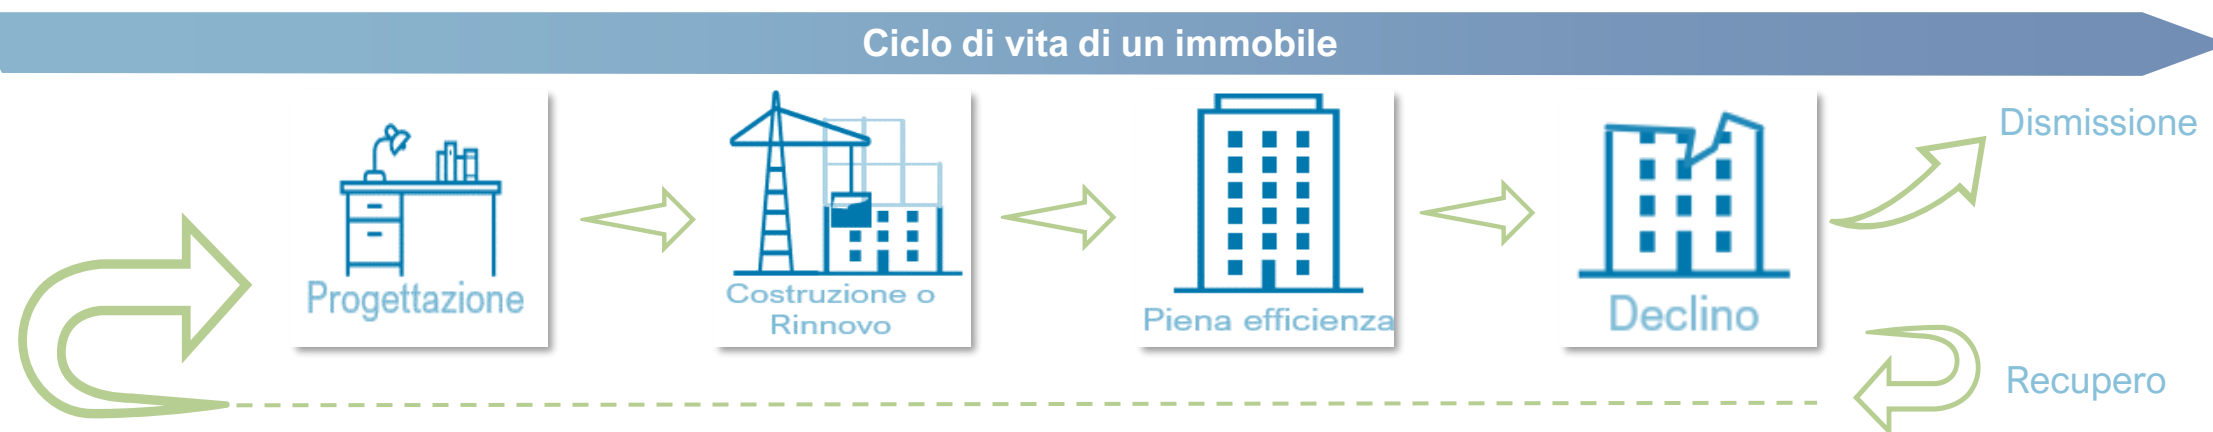 Ciclo di vita di un immobile
Progettazione
Costruzione o
Rinnovo
Piena efficienza
Declino
Dismissione
Recupero